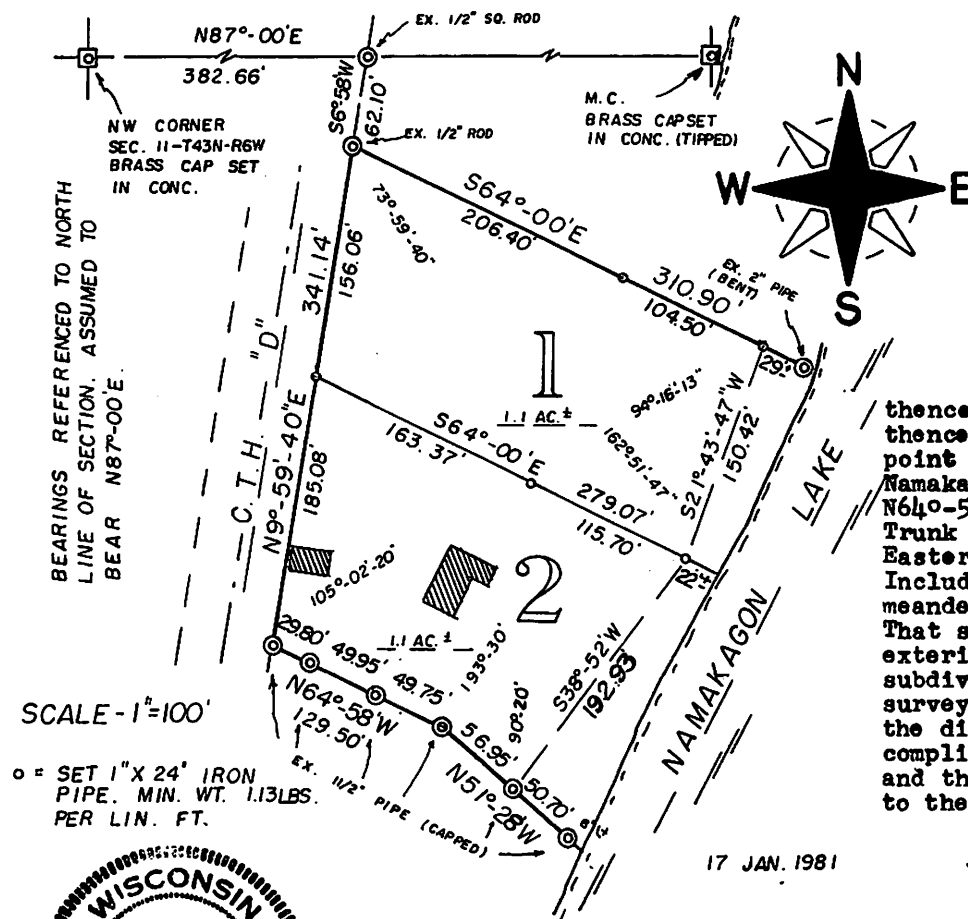 N87°-00'E
382.66'
EX. 1/2" SQ. ROD
NW CORNER
SEC. 11-T43N-R6W
BRASS CAP SET
IN CONC.
S6°58'W
62.10'
EX. 1/2" ROD
M.C.
BRASS CAP SET
IN CONC. (TIPPED)
N
W
E
S
BEARINGS REFERENCED TO NORTH
LINE OF SECTION. ASSUMED TO
BEAR N87°-00'E.
73°-59'-40"
S64°-00'E
206.40'
310.90'
104.50'
EX. 2" PIPE
(BENT)
29'±
341.14'
156.06'
N9°-59'-40"E
185.08'
C.T.H. "D"
1
1.1 AC.±
94°-16'-13"
162°-51'-47"
S21°-43'-47"W
150.42'
S64°-00'E
163.37'
279.07'
115.70'
22'±
LAKE
NAMAKAGON
105°-02'-20"
2
1.1 AC.±
193°-30'
90°-20'
S38°-52'W
192.93
29.80'
49.95'
49.75'
N64°-58'W
129.50'
56.95'
50.70'
N51°-28'W
8'±
EX. 1 1/2" PIPE (CAPPED)
SCALE-1"=100'
o = SET 1"X 24" IRON
PIPE. MIN. WT. 1.13LBS.
PER LIN. FT.
thence
thence
point
Namaka
N64o-5
Trunk
Easter
Includ
meande
That s
exteri
subdiv
survey
the di
compli
and th
to the
17 JAN. 1981
WISCONSIN